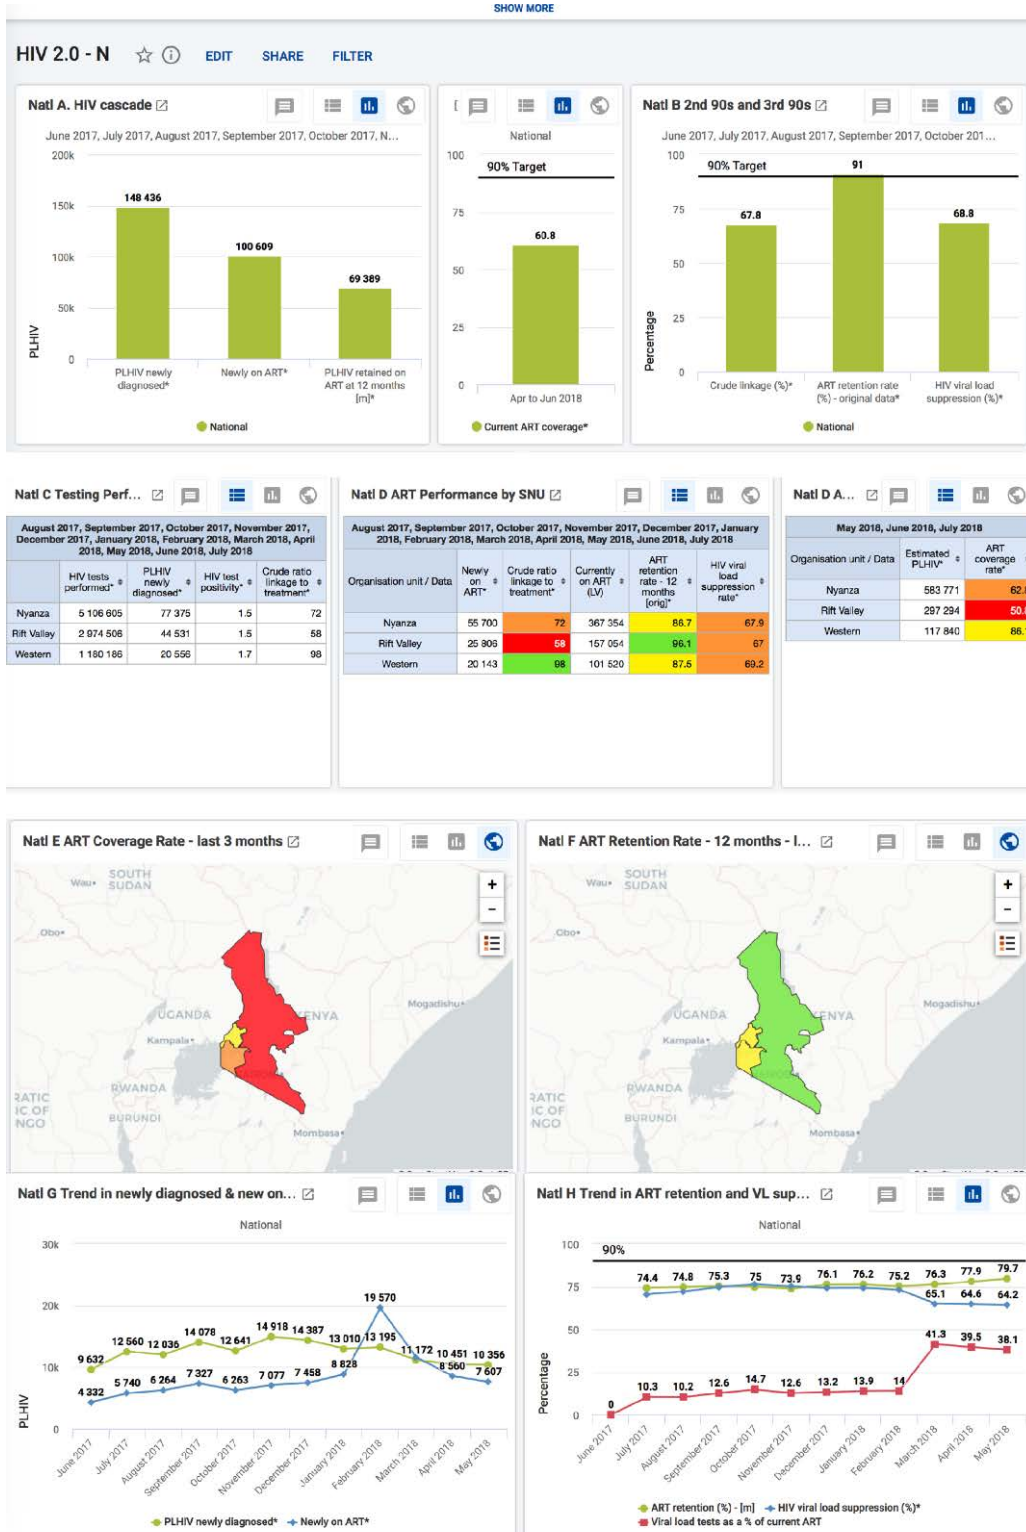 SHOW MORE
HIV 2.0 - N
EDIT
SHARE
FILTER
Natl A. HIV cascade
June 2017, July 2017, August 2017, September 2017, October 2017, N...
200k
150k
100k
50k
0
PLHIV
148 436
100 609
69 389
PLHIV newly diagnosed*
Newly on ART*
PLHIV retained on ART at 12 months [m]*
National
National
100
75
50
25
0
90% Target
60.8
Apr to Jun 2018
Current ART coverage*
Natl B 2nd 90s and 3rd 90s
June 2017, July 2017, August 2017, September 2017, October 201...
100
75
50
25
0
Percentage
90% Target
67.8
91
68.8
Crude linkage (%)*
ART retention rate (%) - original data*
HIV viral load suppression (%)*
National
Natl C Testing Perf...
August 2017, September 2017, October 2017, November 2017,
December 2017, January 2018, February 2018, March 2018, April
2018, May 2018, June 2018, July 2018
HIV tests performed* PLHIV newly diagnosed* HIV test positivity* Crude ratio linkage to treatment*
Nyanza 5 106 605 77 375 1.5 72
Rift Valley 2 974 506 44 531 1.5 58
Western 1 180 186 20 556 1.7 98
Natl D ART Performance by SNU
August 2017, September 2017, October 2017, November 2017, December 2017, January
2018, February 2018, March 2018, April 2018, May 2018, June 2018, July 2018
Organisation unit / Data Newly on ART* Crude ratio linkage to treatment* Currently on ART (LV) ART retention rate - 12 months [orig]* HIV viral load suppression rate*
Nyanza 55 700 72 367 354 86.7 67.9
Rift Valley 25 806 58 157 054 96.1 67
Western 20 143 98 101 520 87.5 69.2
Natl D A...
May 2018, June 2018, July 2018
Organisation unit / Data Estimated PLHIV* ART coverage rate*
Nyanza 583 771
Rift Valley 297 294
Western 117 840
Natl E ART Coverage Rate - last 3 months
SOUTH SUDAN
Wau
Obo
UGANDA
KENYA
Kampala
Mogadishu
RWANDA
BURUNDI
Mombasa
RATIC
IC OF
NGO
+
−
Natl F ART Retention Rate - 12 months - l...
SOUTH SUDAN
Wau
Obo
UGANDA
KENYA
Kampala
Mogadishu
RWANDA
BURUNDI
Mombasa
RATIC
IC OF
NGO
+
−
Natl G Trend in newly diagnosed & new on...
National
30k
20k
10k
0
PLHIV
9 632
12 560
12 036
14 078
12 641
14 918
14 387
13 010
13 195
11 172
10 451
10 356
4 332
5 740
6 264
7 327
6 263
7 077
7 458
8 828
19 570
8 560
7 607
June 2017
July 2017
August 2017
September 2017
October 2017
November 2017
December 2017
January 2018
February 2018
March 2018
April 2018
May 2018
PLHIV newly diagnosed* Newly on ART*
Natl H Trend in ART retention and VL sup...
National
100
75
50
25
0
Percentage
90%
74.4
74.8
75.3
75
73.9
76.1
76.2
75.2
76.3
77.9
79.7
65.1
64.6
64.2
0
10.3
10.2
12.6
14.7
12.6
13.2
13.9
14
41.3
39.5
38.1
June 2017
July 2017
August 2017
September 2017
October 2017
November 2017
December 2017
January 2018
February 2018
March 2018
April 2018
May 2018
ART retention (%) - [m] HIV viral load suppression (%)*
Viral load tests as a % of current ART